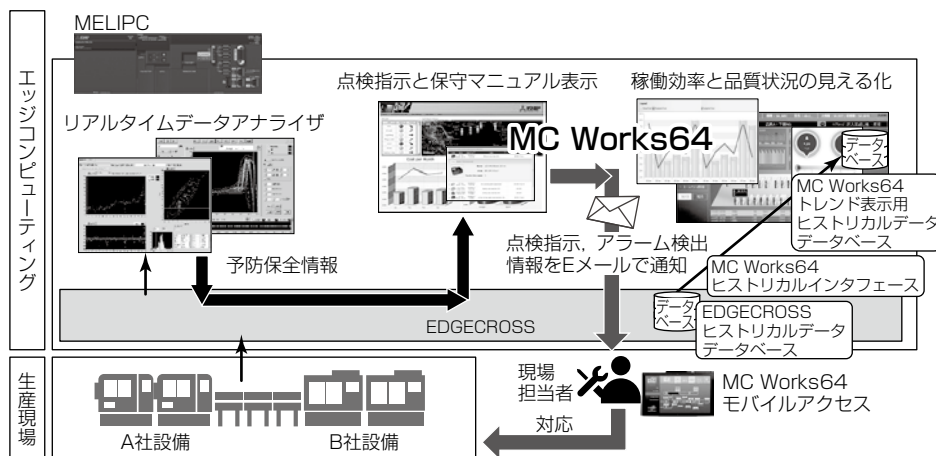 MELIPC
エッジコンピューティング
点検指示と保守マニュアル表示
稼働効率と品質状況の見える化
リアルタイムデータアナライザ
MC Works64
データ
ベース
MC Works64
トレンド表示用
ヒストリカルデータ
データベース
点検指示，アラーム検出
情報をEメールで通知
予防保全情報
MC Works64
ヒストリカルインタフェース
データ
ベース
EDGECROSS
ヒストリカルデータ
データベース
EDGECROSS
生産現場
現場
担当者
MC Works64
モバイルアクセス
対応
A社設備
B社設備